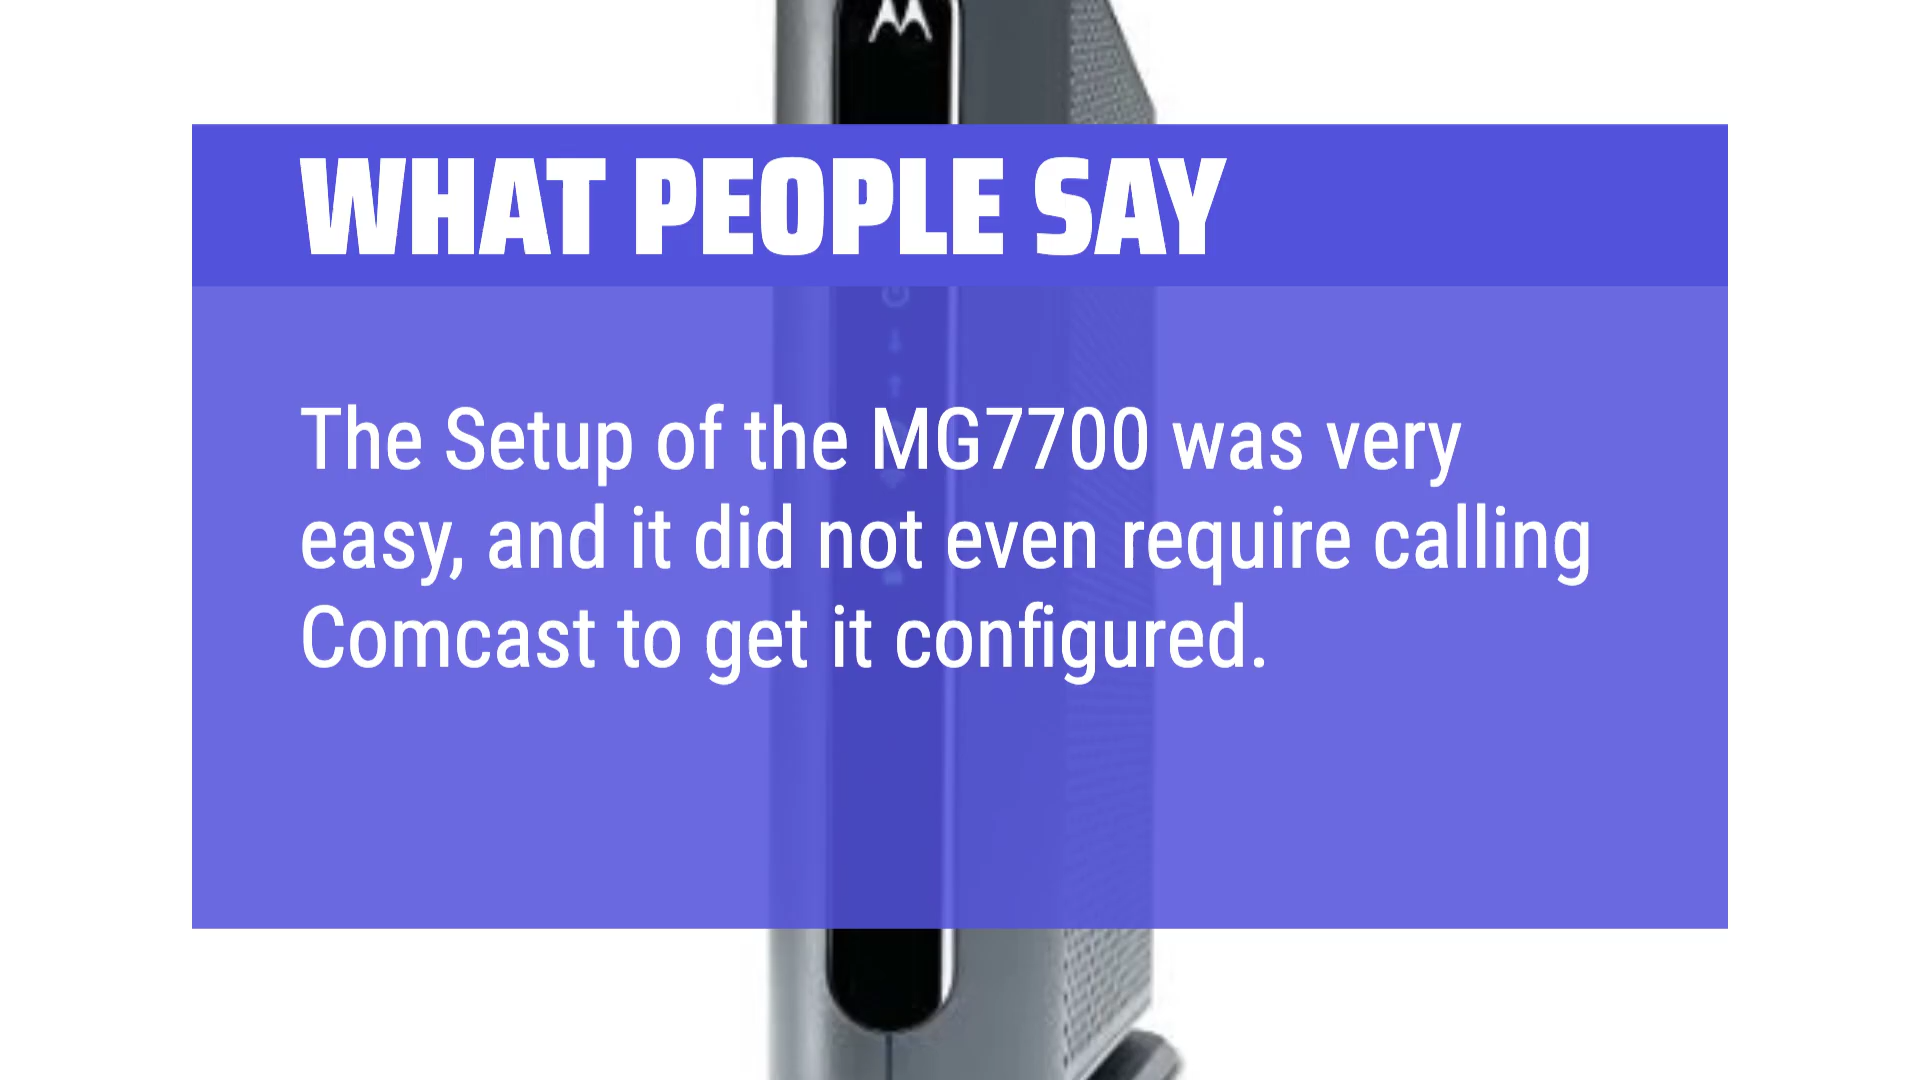 WHAT PEOPLE SAY
The Setup of the MG7700 was very
easy, and it did not even require calling
Comcast to get it configured.